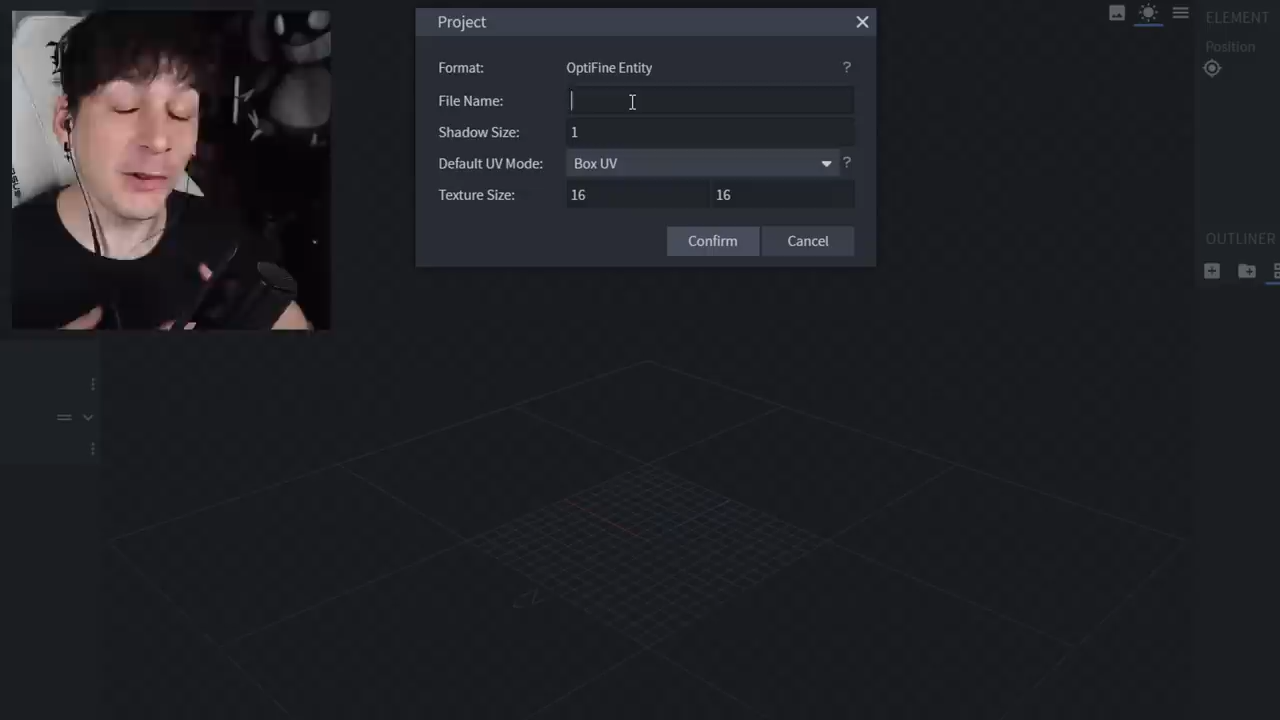 Project
Format: OptiFine Entity ?
File Name:
Shadow Size: 1
Default UV Mode: Box UV ?
Texture Size: 16 16
Confirm Cancel
ELEMENT
Position
OUTLINER